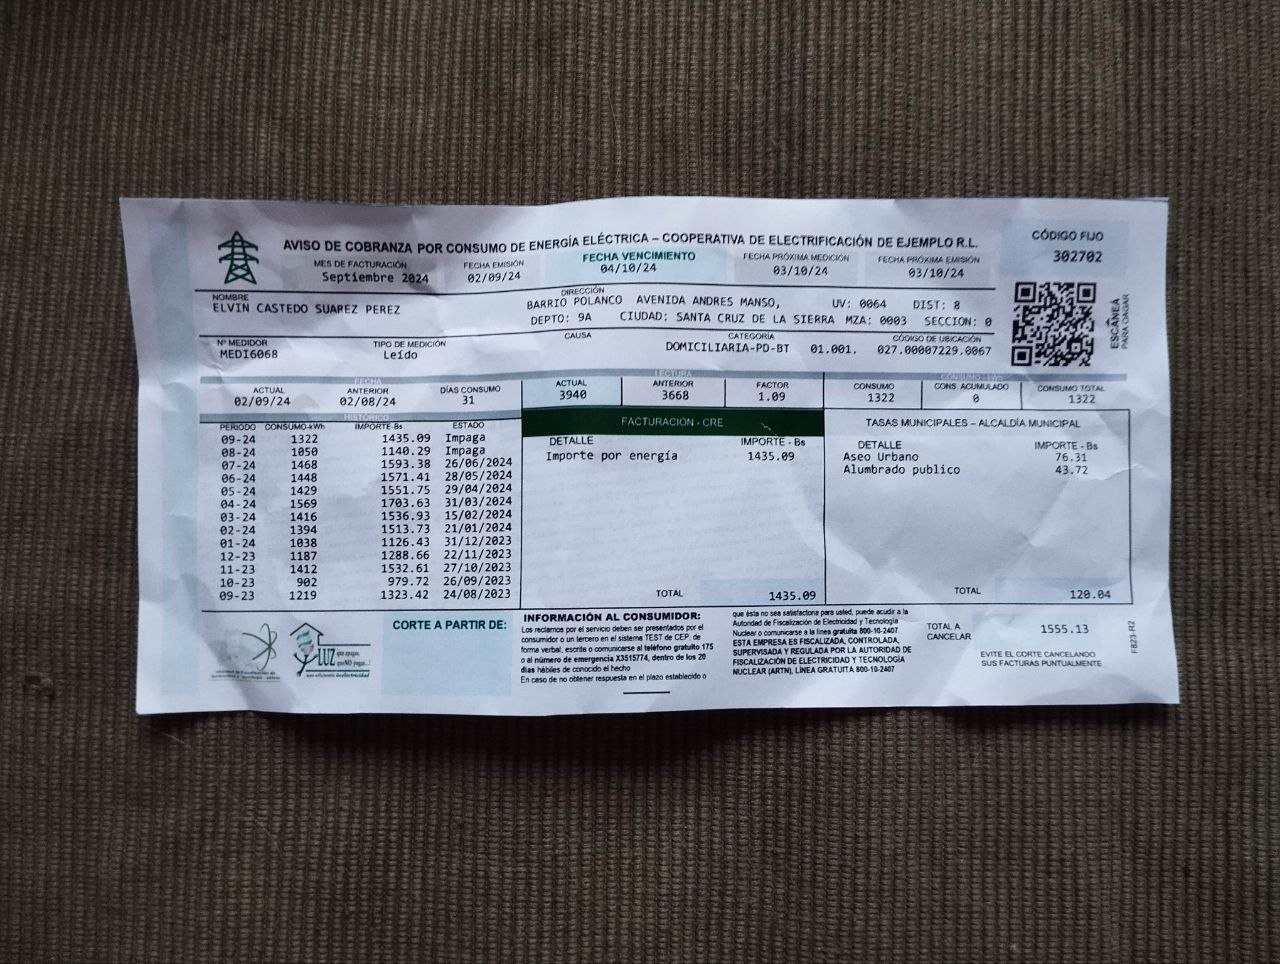 AVISO DE COBRANZA POR CONSUMO DE ENERGÍA ELÉCTRICA – COOPERATIVA DE ELECTRIFICACIÓN DE EJEMPLO R.L.
CÓDIGO FIJO
302702
MES DE FACTURACIÓN FECHA EMISIÓN FECHA VENCIMIENTO FECHA PRÓXIMA MEDICIÓN FECHA PRÓXIMA EMISIÓN
Septiembre 2024 02/09/24 04/10/24 03/10/24 03/10/24
NOMBRE
ELVIN CASTEDO SUAREZ PEREZ
DIRECCIÓN
BARRIO POLANCO AVENIDA ANDRES MANSO, UV: 0064 DIST: 8
DEPTO: 9A CIUDAD: SANTA CRUZ DE LA SIERRA MZA: 0003 SECCION: 0
ESCANEA
PARA PAGAR
Nº MEDIDOR TIPO DE MEDICIÓN CAUSA CATEGORÍA CÓDIGO DE UBICACIÓN
MEDI6068 Leído DOMICILIARIA-PD-BT 01.001. 027.00007229.0067
FECHA LECTURA CONSUMO - kWh
ACTUAL ANTERIOR DÍAS CONSUMO ACTUAL ANTERIOR FACTOR CONSUMO CONS. ACUMULADO CONSUMO TOTAL
02/09/24 02/08/24 31 3940 3668 1.09 1322 0 1322
HISTÓRICO
PERIODO CONSUMO-kWh IMPORTE-Bs ESTADO
09-24 1322 1435.09 Impaga
08-24 1050 1140.29 Impaga
07-24 1468 1593.38 26/06/2024
06-24 1448 1571.41 28/05/2024
05-24 1429 1551.75 29/04/2024
04-24 1569 1703.63 31/03/2024
03-24 1416 1536.93 15/02/2024
02-24 1394 1513.73 21/01/2024
01-24 1038 1126.43 31/12/2023
12-23 1187 1288.66 22/11/2023
11-23 1412 1532.61 27/10/2023
10-23 902 979.72 26/09/2023
09-23 1219 1323.42 24/08/2023
FACTURACIÓN - CRE
DETALLE IMPORTE - Bs
Importe por energía 1435.09
TOTAL 1435.09
TASAS MUNICIPALES – ALCALDÍA MUNICIPAL
DETALLE IMPORTE - Bs
Aseo Urbano 76.31
Alumbrado publico 43.72
TOTAL 120.04
LUZ que apagas,
que NO pagas...!
uso eficiente de electricidad
CORTE A PARTIR DE:
INFORMACIÓN AL CONSUMIDOR:
Los reclamos por el servicio deben ser presentados por el
consumidor o un tercero en el sistema TEST de CEP, de
forma verbal, escrita o comunicarse al teléfono gratuito 175
o al número de emergencia X3515774, dentro de los 20
días hábiles de conocido el hecho
En caso de no obtener respuesta en el plazo establecido o
que ésta no sea satisfactoria para usted, puede acudir a la
Autoridad de Fiscalización de Electricidad y Tecnología
Nuclear o comunicarse a la línea gratuita 800-10-2407
ESTA EMPRESA ES FISCALIZADA, CONTROLADA,
SUPERVISADA Y REGULADA POR LA AUTORIDAD DE
FISCALIZACIÓN DE ELECTRICIDAD Y TECNOLOGÍA
NUCLEAR (ARTN), LÍNEA GRATUITA 800-10-2407
TOTAL A
CANCELAR
1555.13
EVITE EL CORTE CANCELANDO
SUS FACTURAS PUNTUALMENTE
F823-R2